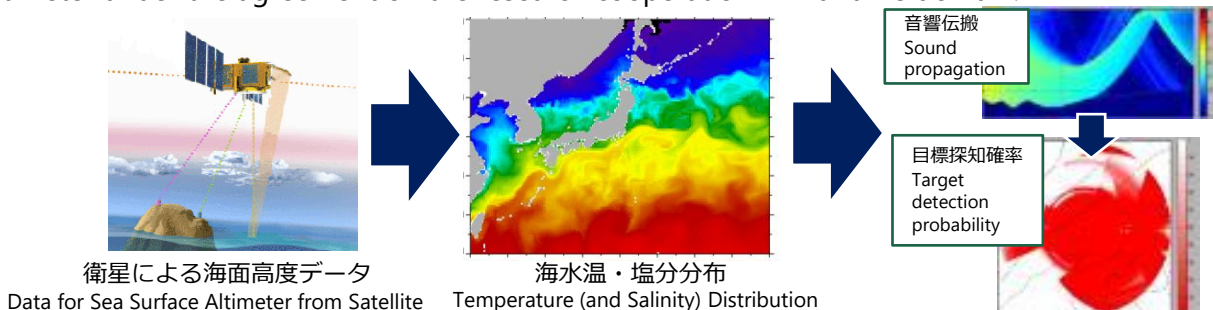 音響伝搬
Sound
propagation
目標探知確率
Target
detection
probability
衛星による海面高度データ
Data for Sea Surface Altimeter from Satellite
海水温・塩分分布
Temperature (and Salinity) Distribution